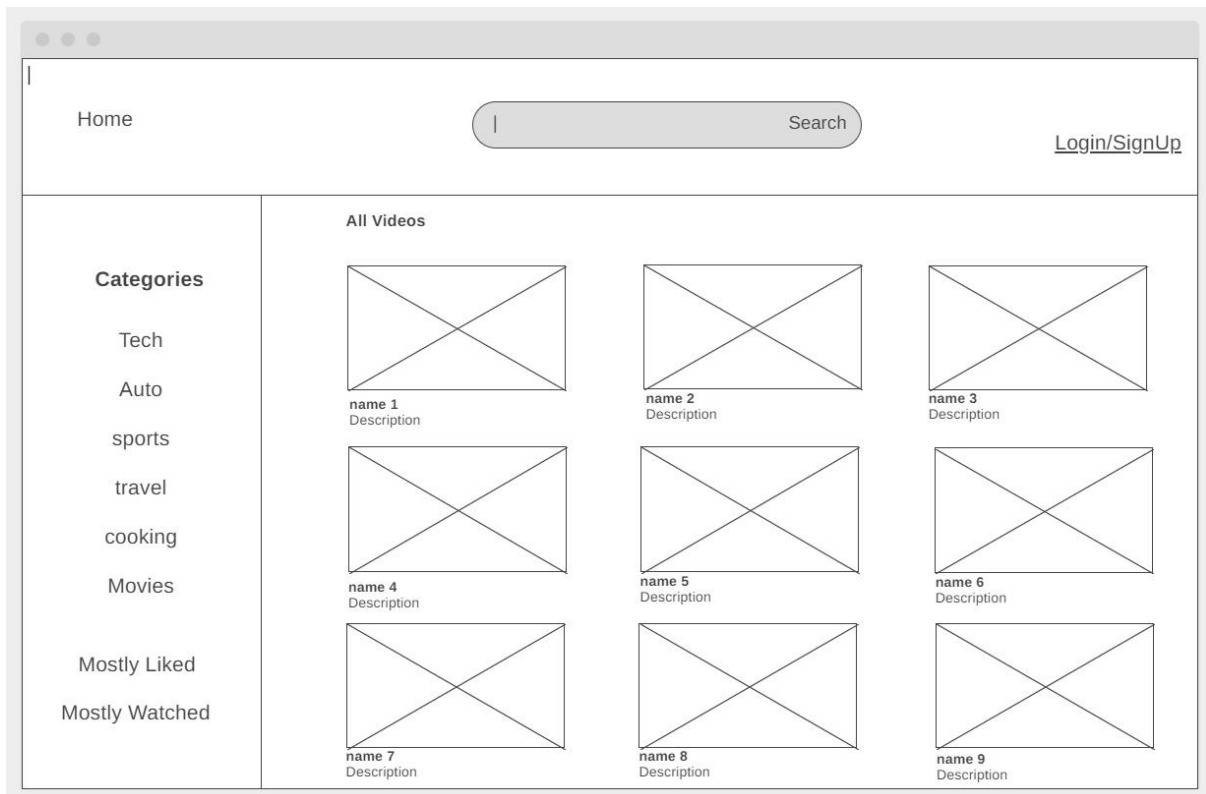 Home
Search
Login/SignUp
Categories
Tech
Auto
sports
travel
cooking
Movies
Mostly Liked
Mostly Watched
All Videos
name 1
Description
name 2
Description
name 3
Description
name 4
Description
name 5
Description
name 6
Description
name 7
Description
name 8
Description
name 9
Description